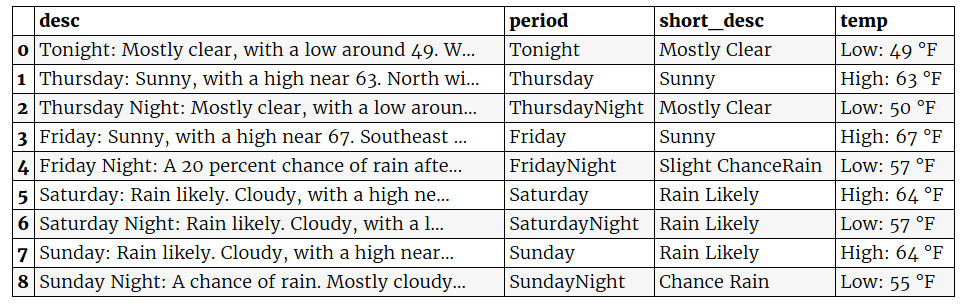 desc period short_desc temp
0 Tonight: Mostly clear, with a low around 49. W... Tonight Mostly Clear Low: 49 °F
1 Thursday: Sunny, with a high near 63. North wi... Thursday Sunny High: 63 °F
2 Thursday Night: Mostly clear, with a low aroun... ThursdayNight Mostly Clear Low: 50 °F
3 Friday: Sunny, with a high near 67. Southeast ... Friday Sunny High: 67 °F
4 Friday Night: A 20 percent chance of rain afte... FridayNight Slight ChanceRain Low: 57 °F
5 Saturday: Rain likely. Cloudy, with a high ne... Saturday Rain Likely High: 64 °F
6 Saturday Night: Rain likely. Cloudy, with a l... SaturdayNight Rain Likely Low: 57 °F
7 Sunday: Rain likely. Cloudy, with a high near... Sunday Rain Likely High: 64 °F
8 Sunday Night: A chance of rain. Mostly cloudy... SundayNight Chance Rain Low: 55 °F